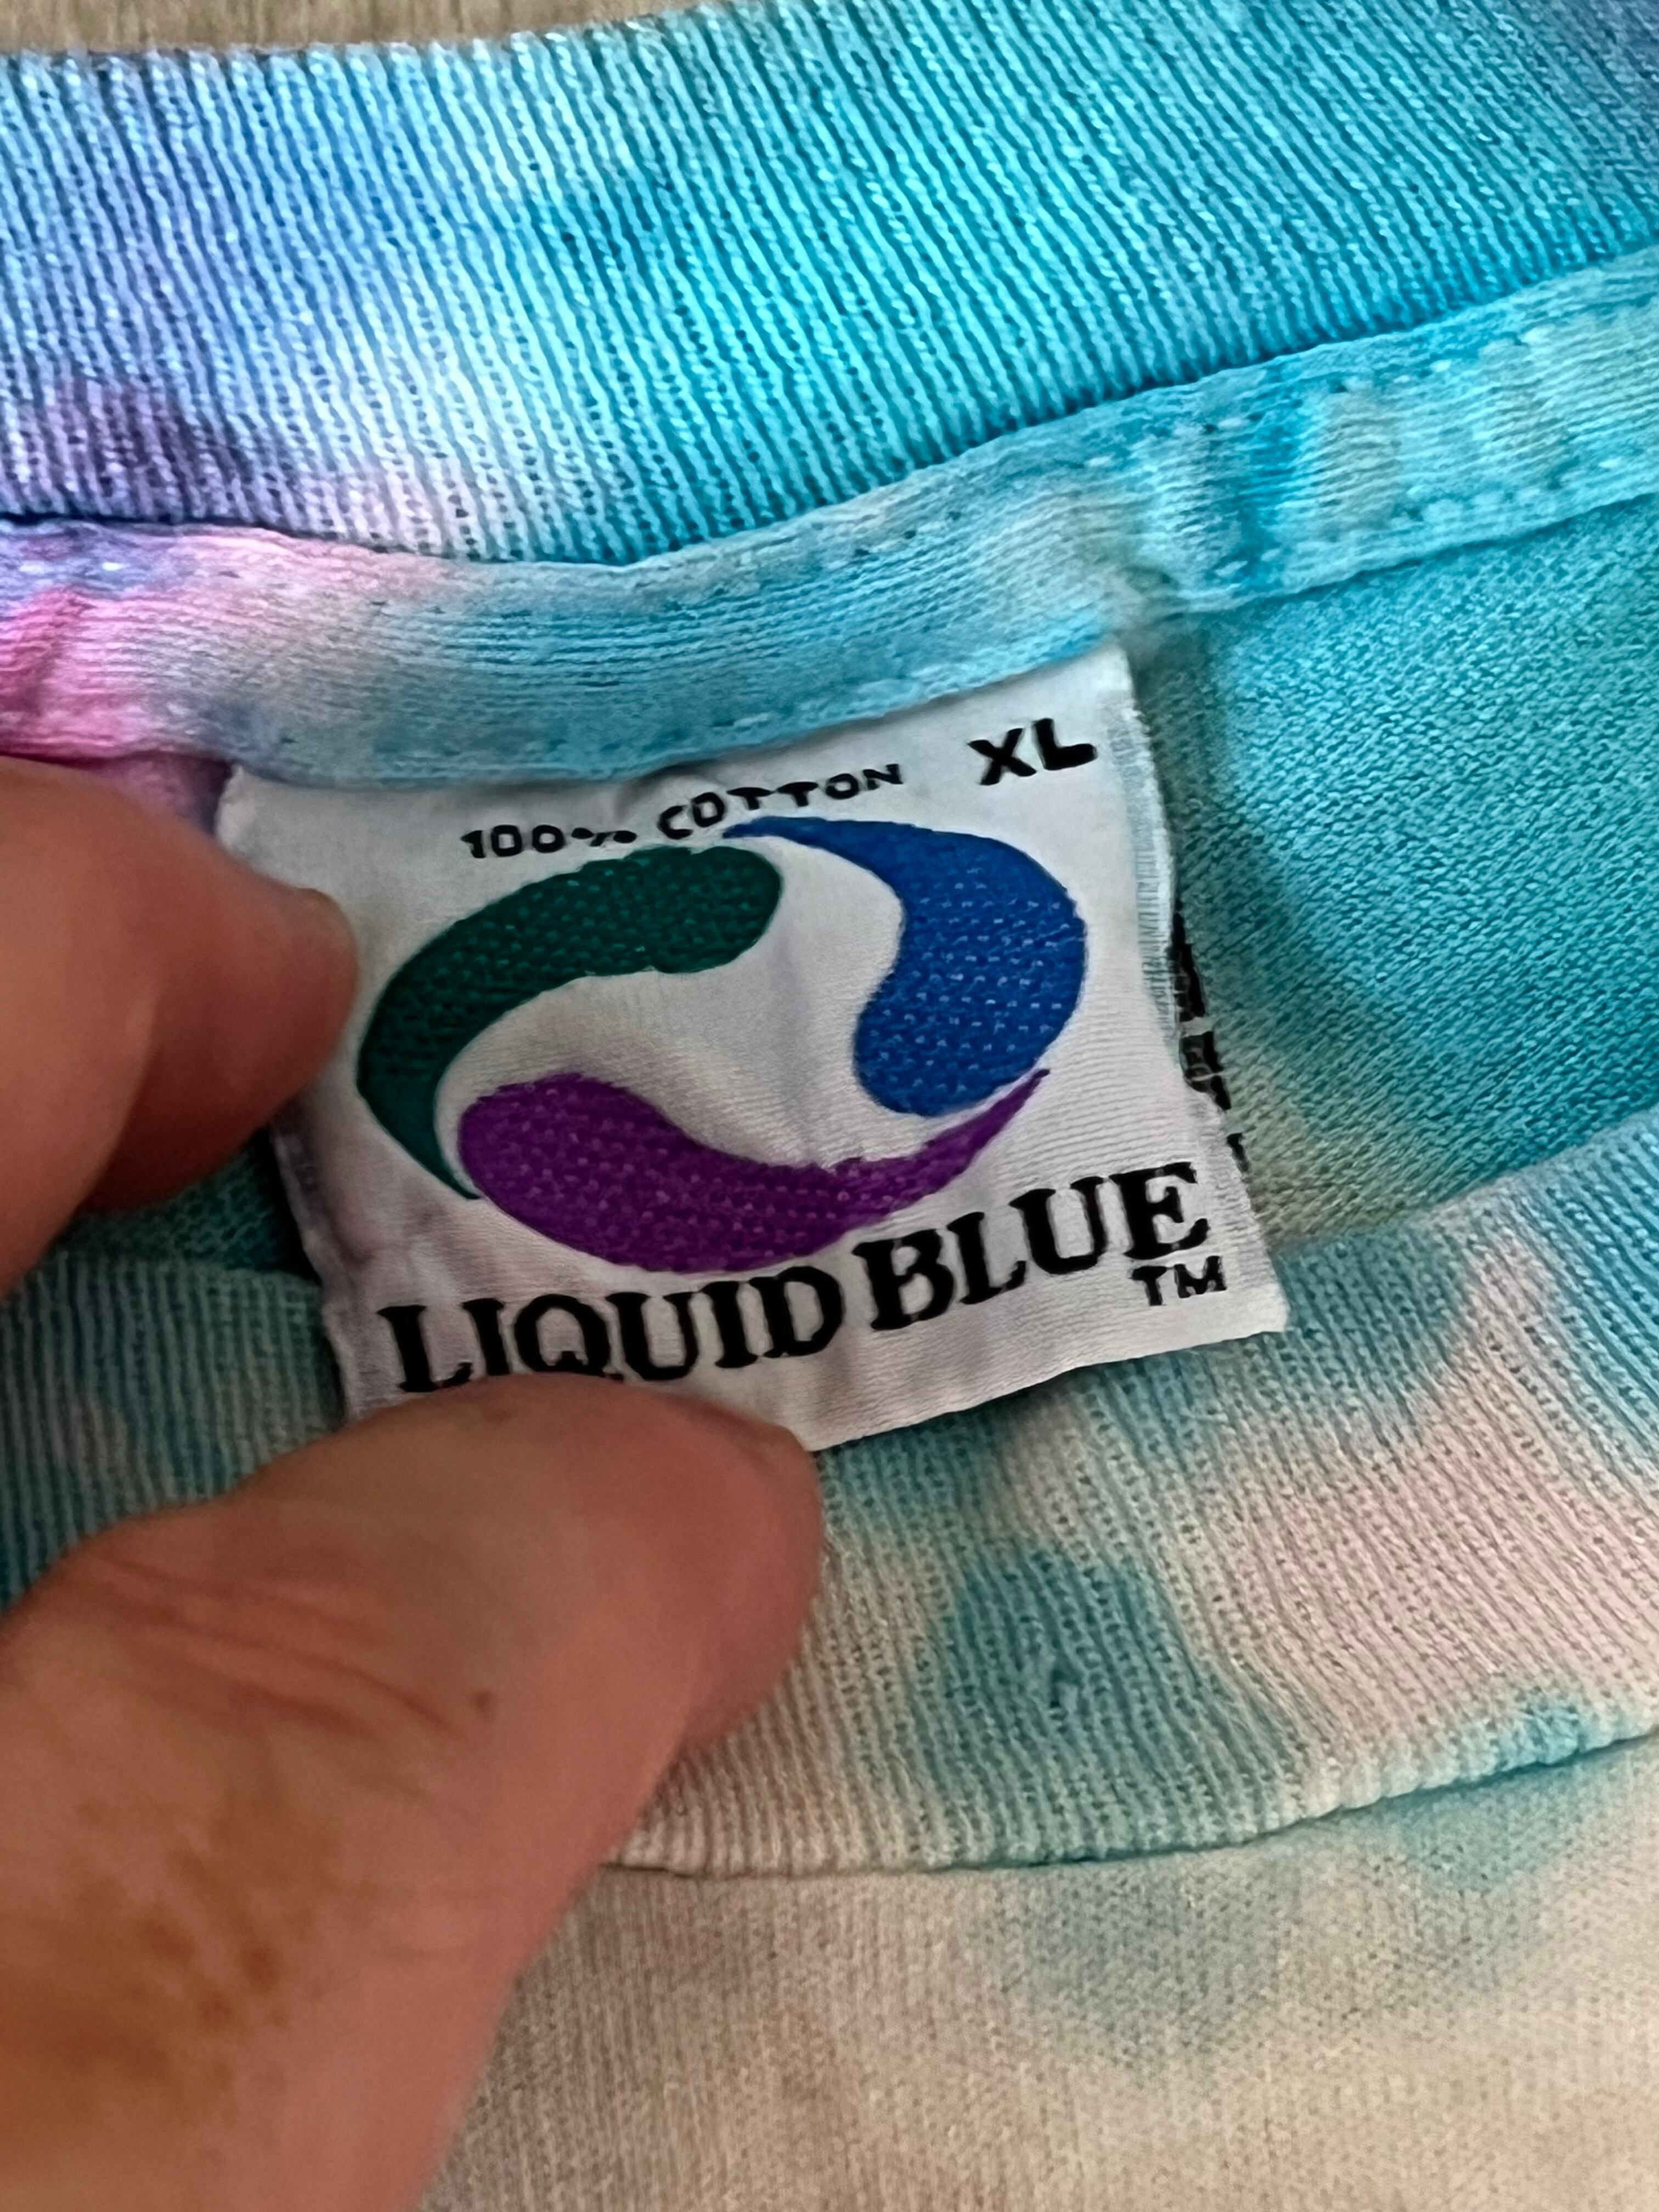 100% COTTON XL
LIQUID BLUE
TM